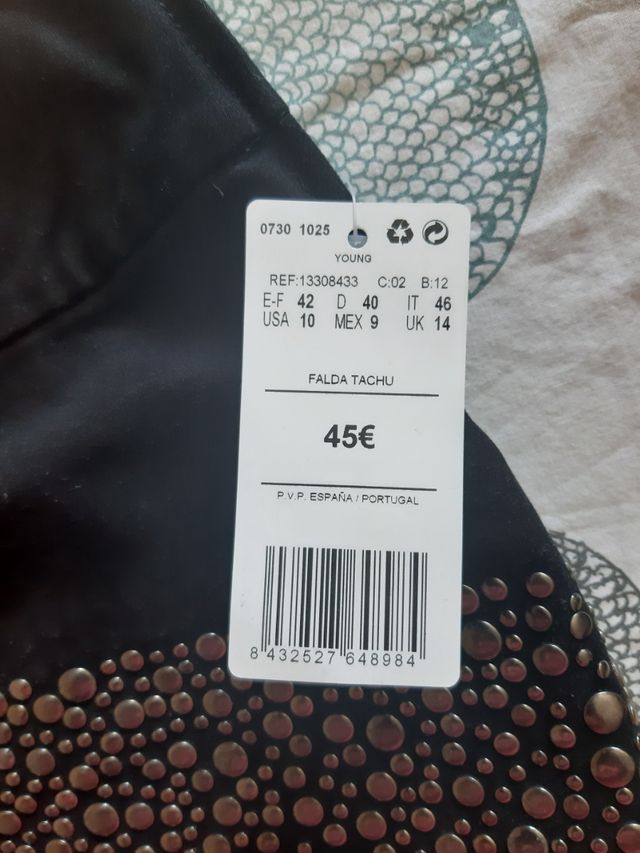 0730 1025
YOUNG
REF:13308433 C:02 B:12
E-F 42 D 40 IT 46
USA 10 MEX 9 UK 14
FALDA TACHU
45€
P.V.P. ESPAÑA / PORTUGAL
8 432527 648984